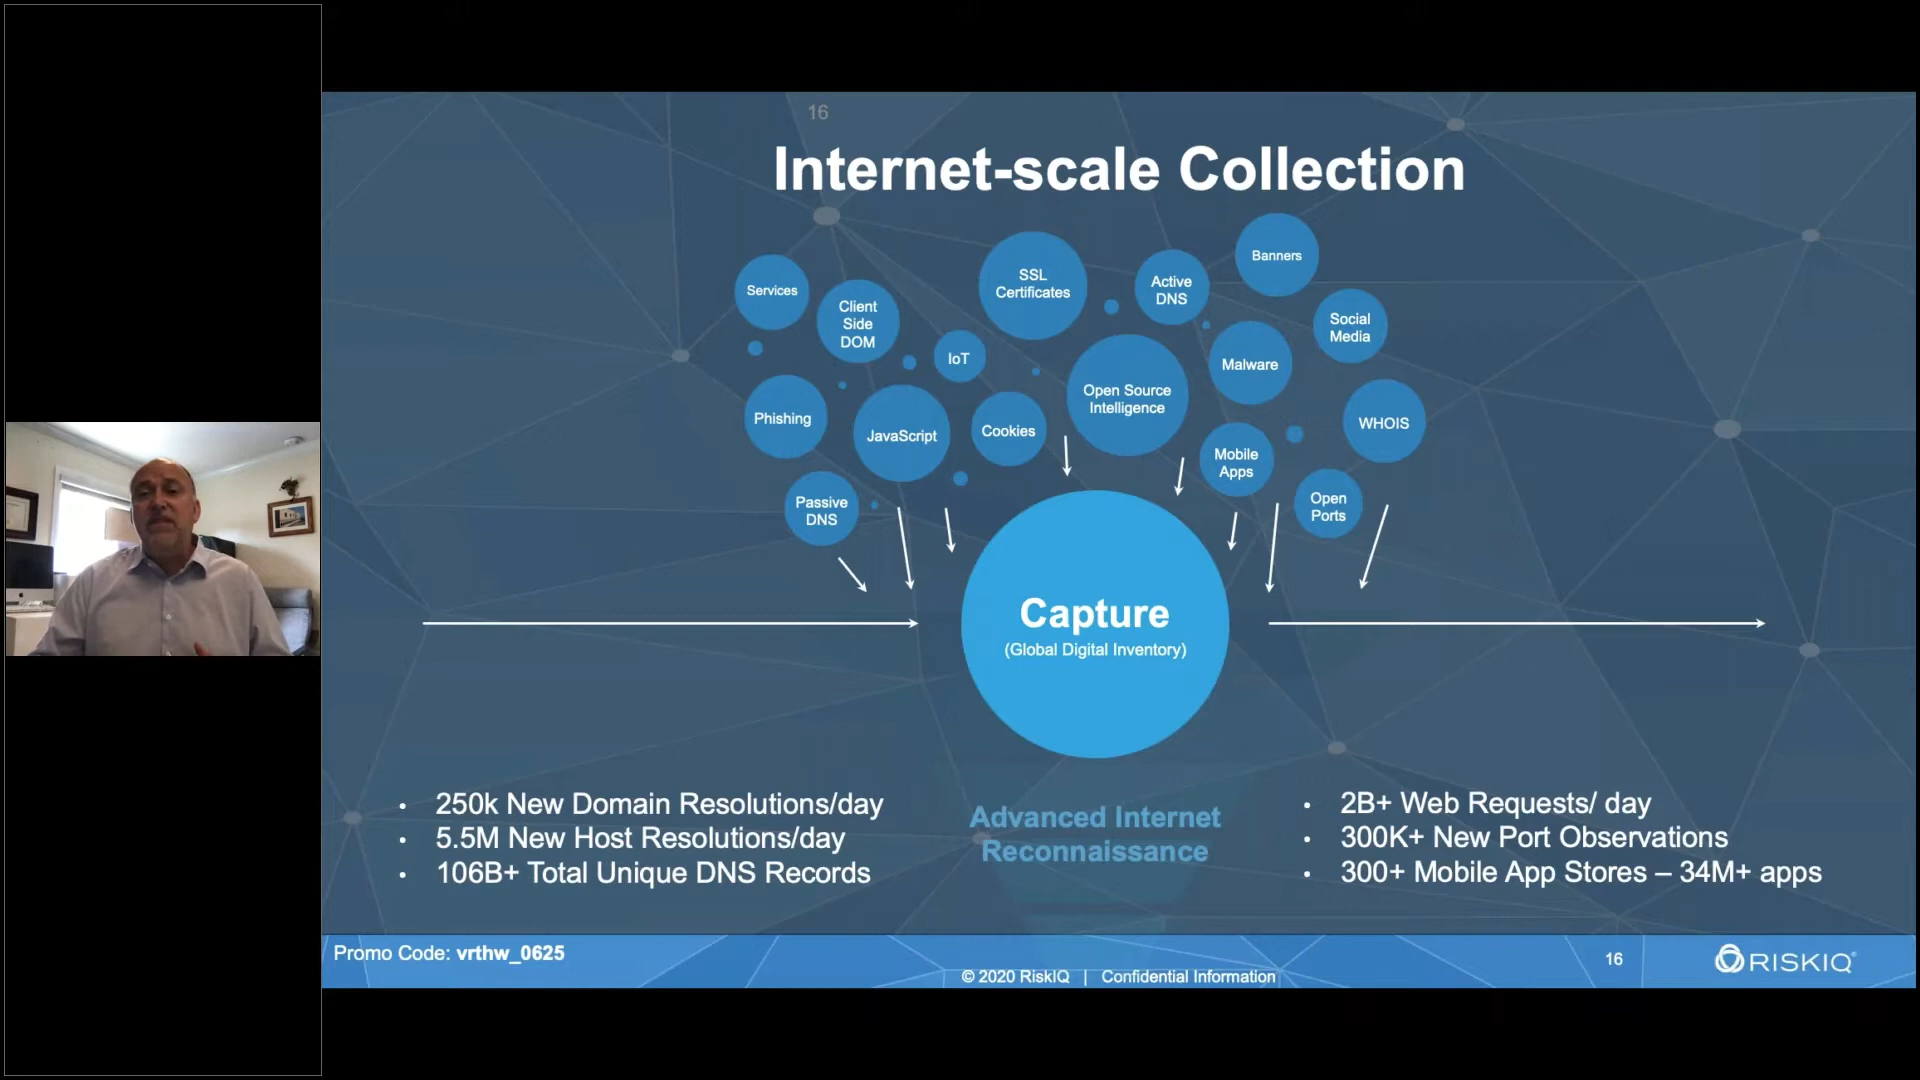 16
Internet-scale Collection
Services
Client
Side
DOM
IoT
SSL
Certificates
Active
DNS
Banners
Social
Media
Malware
Open Source
Intelligence
Phishing
JavaScript
Cookies
WHOIS
Mobile
Apps
Passive
DNS
Open
Ports
Capture
(Global Digital Inventory)
• 250k New Domain Resolutions/day
• 5.5M New Host Resolutions/day
• 106B+ Total Unique DNS Records
Advanced Internet
Reconnaissance
• 2B+ Web Requests/ day
• 300K+ New Port Observations
• 300+ Mobile App Stores – 34M+ apps
Promo Code: vrthw_0625
© 2020 RiskIQ | Confidential Information
16
RISKIQ®